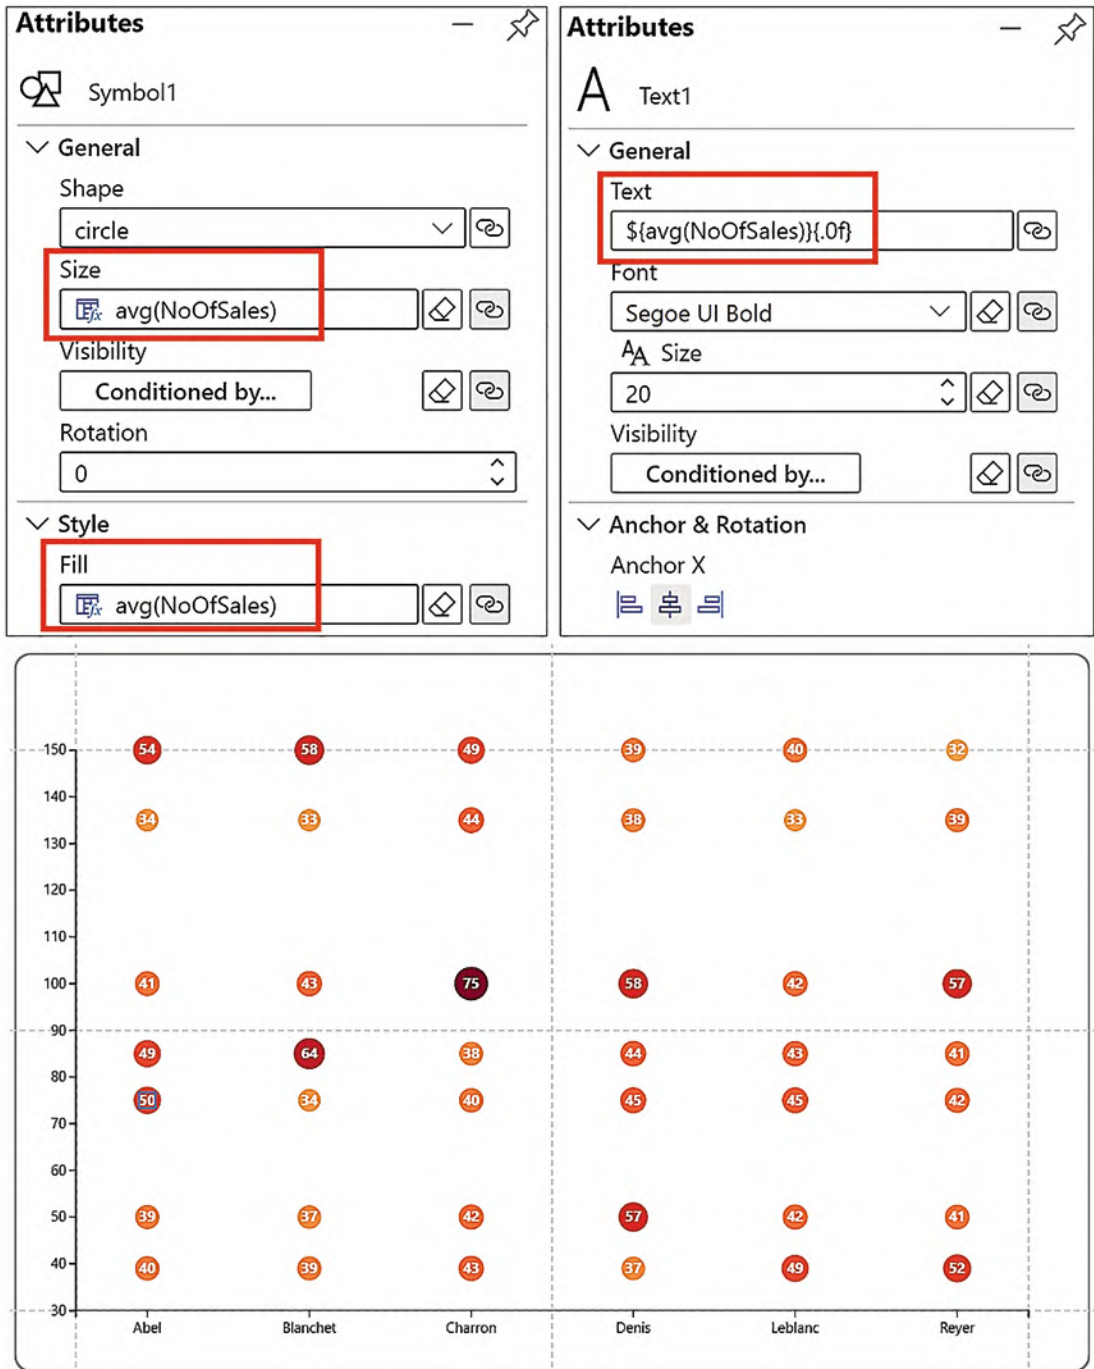 Attributes
Symbol1
General
Shape
circle
Size
avg(NoOfSales)
Visibility
Conditioned by...
Rotation
0
Style
Fill
avg(NoOfSales)
Attributes
A Text1
General
Text
${avg(NoOfSales)}{.0f}
Font
Segoe UI Bold
AA Size
20
Visibility
Conditioned by...
Anchor & Rotation
Anchor X
150 54 58 49 39 40 32
140
34 33 44 38 33 39
130
120
110
100 41 43 75 58 42 57
90
49 64 38 44 43 41
80
50 34 40 45 45 42
70
60
50 39 37 42 57 42 41
40 40 39 43 37 49 52
30
Abel Blanchet Charron Denis Leblanc Reyer